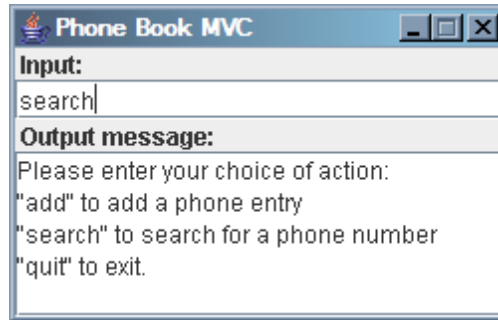 Phone Book MVC
Input:
search
Output message:
Please enter your choice of action:
"add" to add a phone entry
"search" to search for a phone number
"quit" to exit.